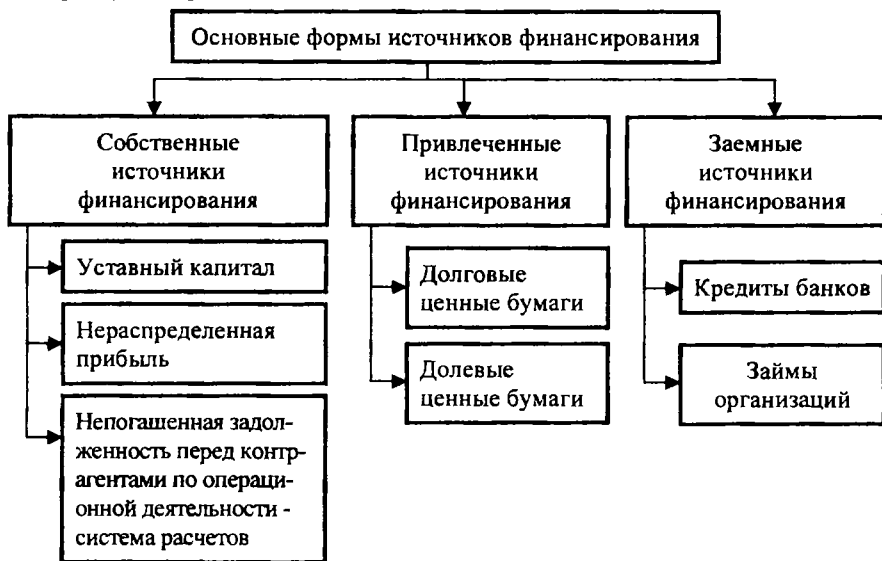 Основные формы источников финансирования
Собственные
источники
финансирования
Привлеченные
источники
финансирования
Заемные
источники
финансирования
Уставный капитал
Нераспределенная
прибыль
Непогашенная задол-
женность перед контр-
агентами по операци-
онной деятельности -
система расчетов
Долговые
ценные бумаги
Долевые
ценные бумаги
Кредиты банков
Займы
организаций